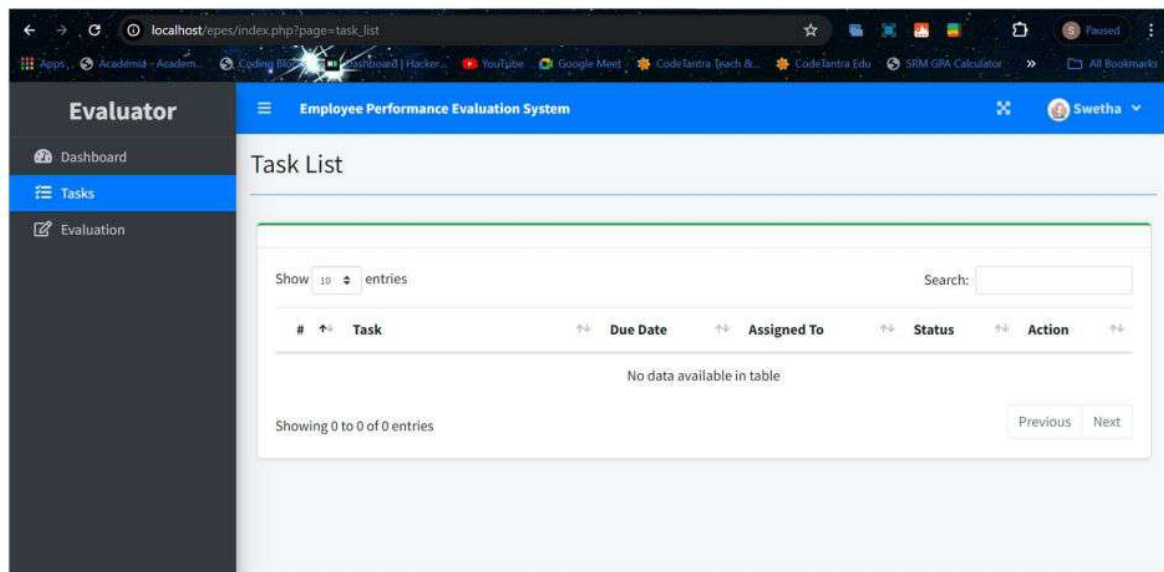 localhost/epes/index.php?page=task_list
S Paused
Apps Academia - Academ... Coding Blo Dashboard | Hacker... YouTube Google Meet CodeTantra Teach &... CodeTantra Edu SRM GPA Calculator » All Bookmarks
Evaluator
Employee Performance Evaluation System
Swetha
Dashboard
Task List
Tasks
Evaluation
Show 10 entries
Search:
# Task Due Date Assigned To Status Action
No data available in table
Showing 0 to 0 of 0 entries
Previous Next